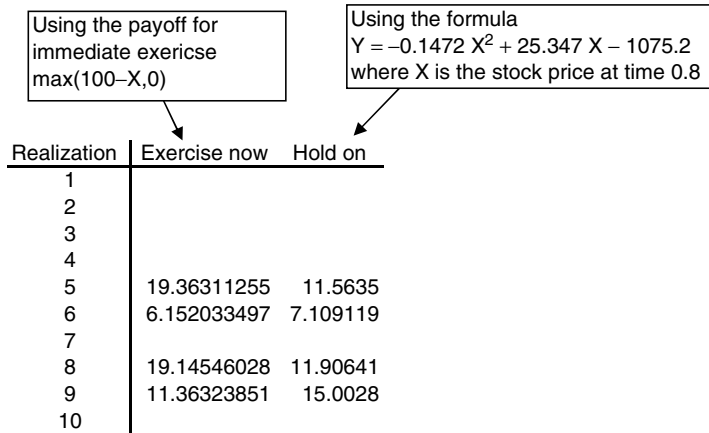 Using the payoff for
immediate exericse
max(100−X,0)
Using the formula
Y = −0.1472 X² + 25.347 X − 1075.2
where X is the stock price at time 0.8
Realization Exercise now Hold on
1
2
3
4
5 19.36311255 11.5635
6 6.152033497 7.109119
7
8 19.14546028 11.90641
9 11.36323851 15.0028
10